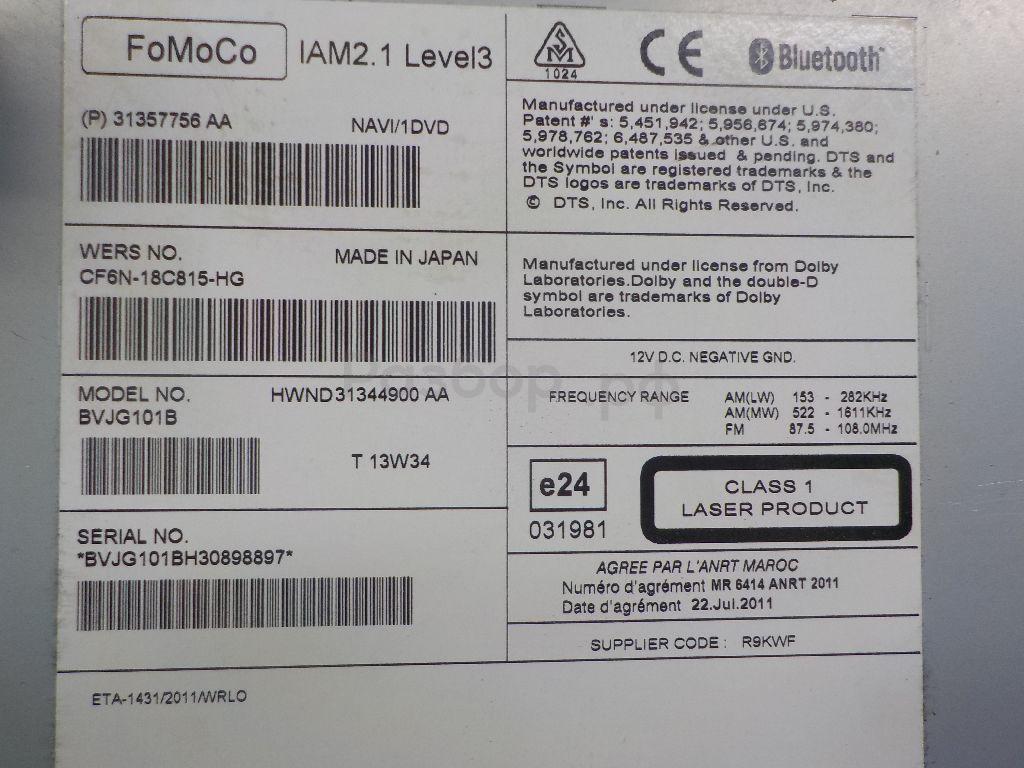 FoMoCo IAM2.1 Level3
(P) 31357756 AA
NAVI/1DVD
WERS NO.
MADE IN JAPAN
CF6N-18C815-HG
MODEL NO.
HWND31344900 AA
BVJG101B
T 13W34
SERIAL NO.
*BVJG101BH30898897*
ETA-1431/2011/WRLO
1024
CE
Bluetooth
Manufactured under license under U.S.
Patent #' s: 5,451,942; 5,956,674; 5,974,380;
5,978,762; 6,487,535 & other U.S. and
worldwide patents issued & pending. DTS and
the Symbol are registered trademarks & the
DTS logos are trademarks of DTS, Inc.
© DTS, Inc. All Rights Reserved.
Manufactured under license from Dolby
Laboratories.Dolby and the double-D
symbol are trademarks of Dolby
Laboratories.
12V D.C. NEGATIVE GND.
FREQUENCY RANGE AM(LW) 153 - 282KHz
AM(MW) 522 - 1611KHz
FM 87.5 - 108.0MHz
e24
031981
CLASS 1
LASER PRODUCT
AGREE PAR L'ANRT MAROC
Numéro d'agrément MR 6414 ANRT 2011
Date d'agrément 22.Jul.2011
SUPPLIER CODE : R9KWF
Razbor.рф